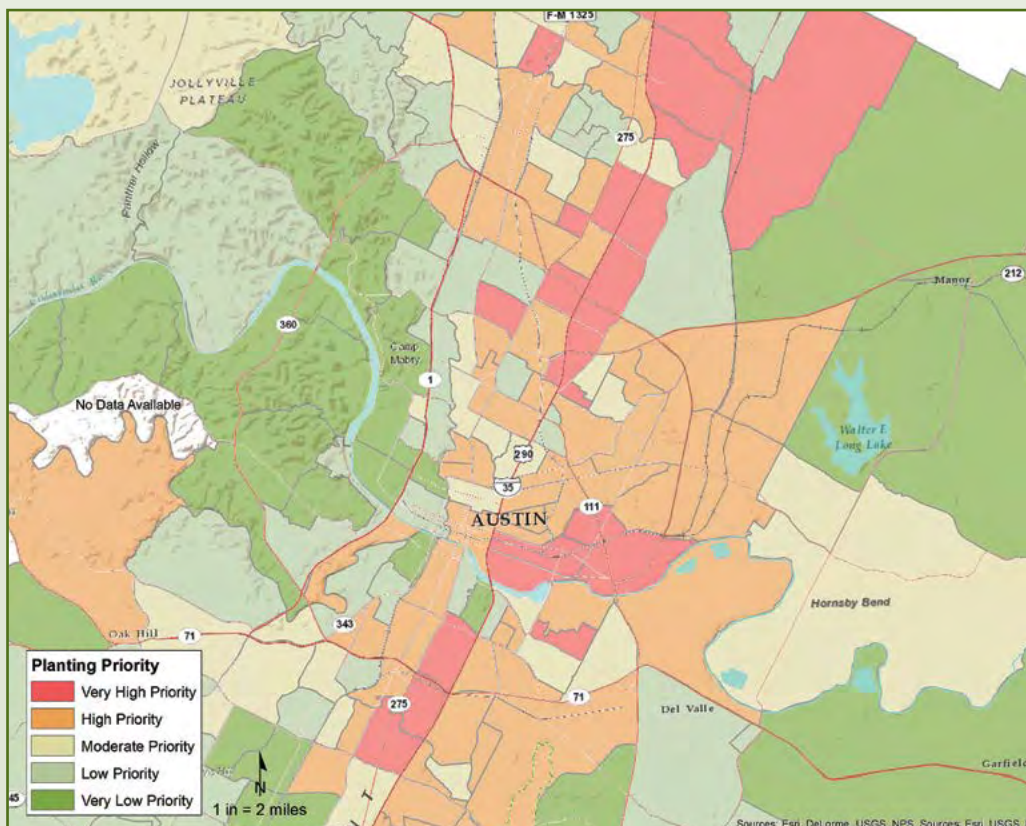 F-M 1325
JOLLYVILLE
PLATEAU
Panther Hollow
275
212
Manor
360
Camp
Mabry
1
No Data Available
Walter E
Long Lake
290
35
AUSTIN
111
Hornsby Bend
343
Oak Hill
71
71
Del Valle
275
Garfield
45
Planting Priority
Very High Priority
High Priority
Moderate Priority
Low Priority
Very Low Priority
N
1 in = 2 miles
Sources: Esri, DeLorme, USGS, NPS, Sources: Esri, USGS